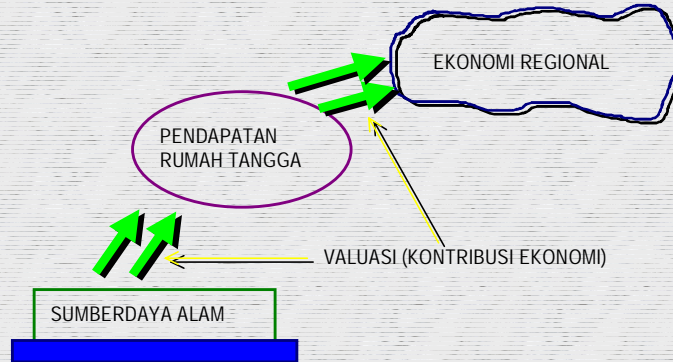 EKONOMI REGIONAL
PENDAPATAN
RUMAH TANGGA
VALUASI (KONTRIBUSI EKONOMI)
SUMBERDAYA ALAM